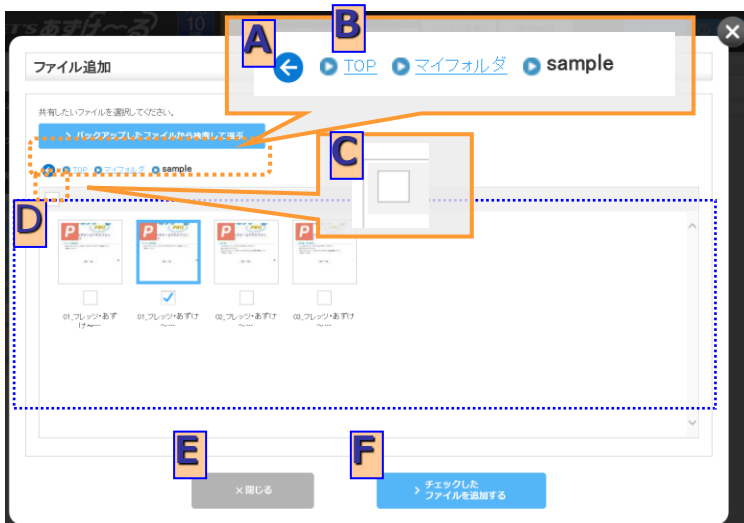 TSあずけ～る
10
A
B
TOP マイフォルダ sample
ファイル追加
共有したいファイルを選択してください。
> バックアップしたファイルから検索して選ぶ
TOP マイフォルダ sample
C
D
P P P P
01_フレッツ・あず
け～…
01_フレッツ・あずけ
～…
02_フレッツ・あずけ
～…
03_フレッツ・あずけ
～…
E
F
×閉じる
> チェックした
ファイルを追加する